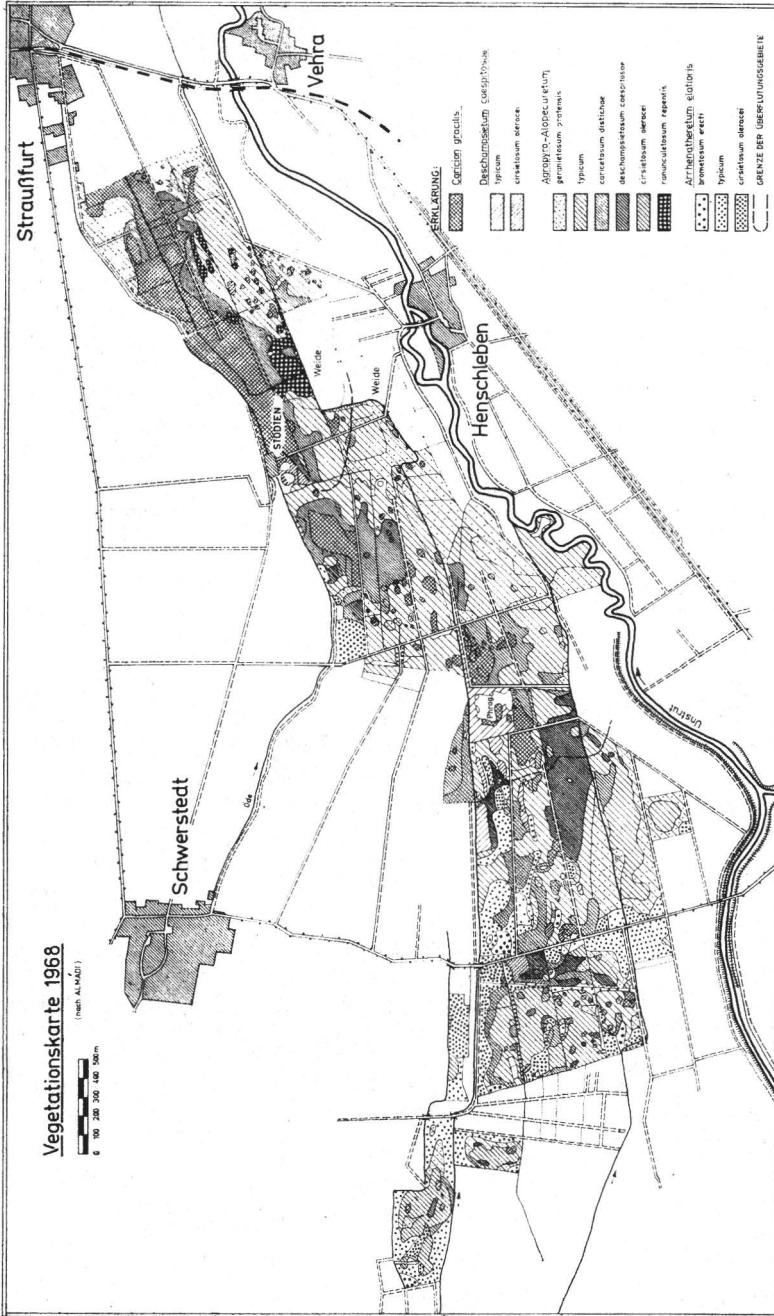 Vegetationskarte 1968
(nach ALMÁDI)
0 100 200 300 400 500m
Straußfurt
Vehra
Schwerstedt
Henschleben
STÖDTEN
Weide
Weide
Öde
Unstrut
ERKLÄRUNG:
Caricion gracilis
Deschampsietum caespitosae
typicum
cirsietosum oleracei
Agropyro-Alopecuretum
geranietosum pratensis
typicum
caricetosum distichae
deschampsietosum caespitosae
cirsietosum oleracei
ranunculetosum repentis
Arrhenatheretum elatioris
brometosum erecti
typicum
cirsietosum oleracei
GRENZE DER ÜBERFLUTUNGSGEBIETE